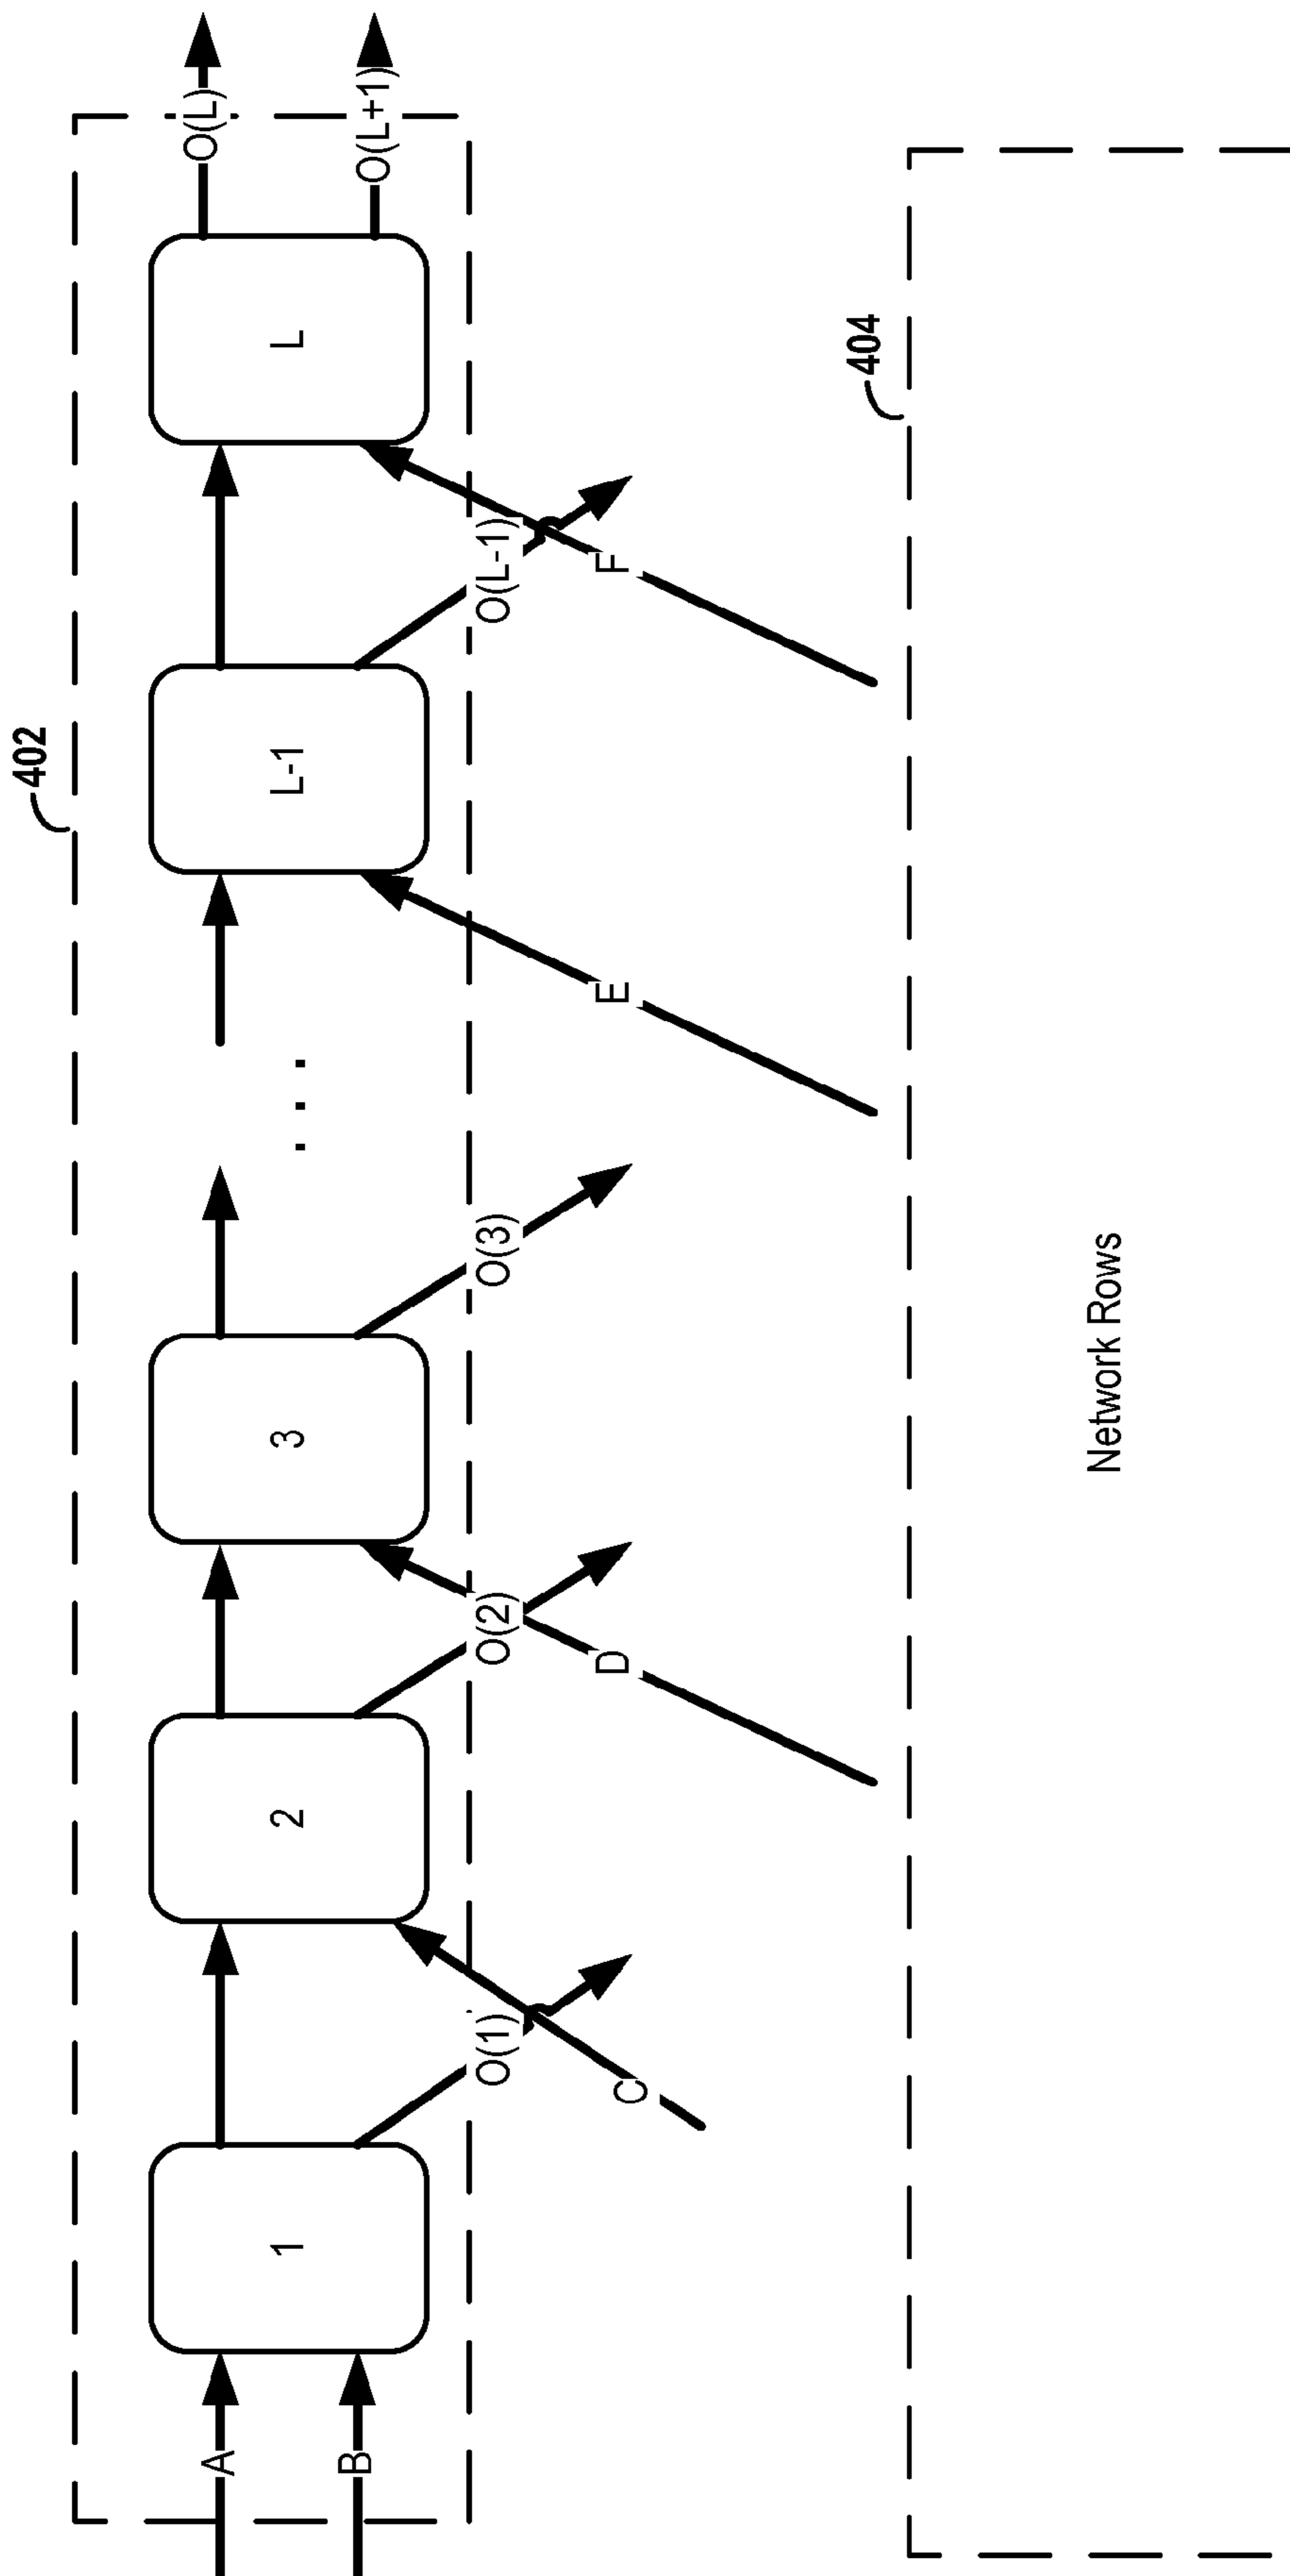 402
A
B
1
2
3
. . .
L-1
L
O(L)
O(L+1)
O(1)
O(2)
O(3)
O(L-1)
C
D
E
F
404
Network Rows